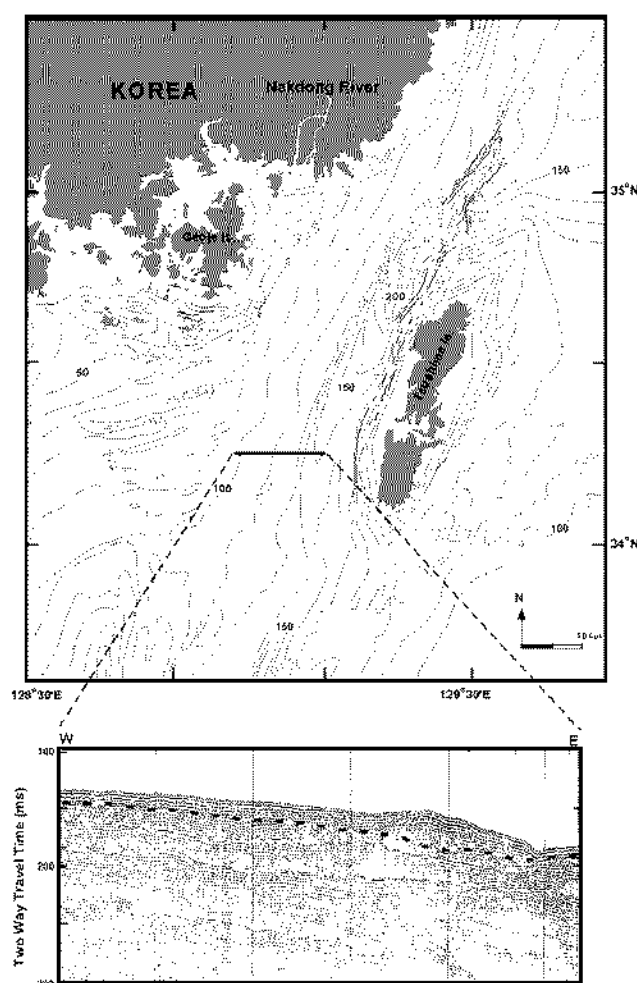 KOREA
Nakdong River
Geoje Is.
150
35°N
200
50
Tsushima Is.
150
100
34°N
100
150
N
128°30'E
129°30'E
W
E
Two Way Travel Time (ms)
200